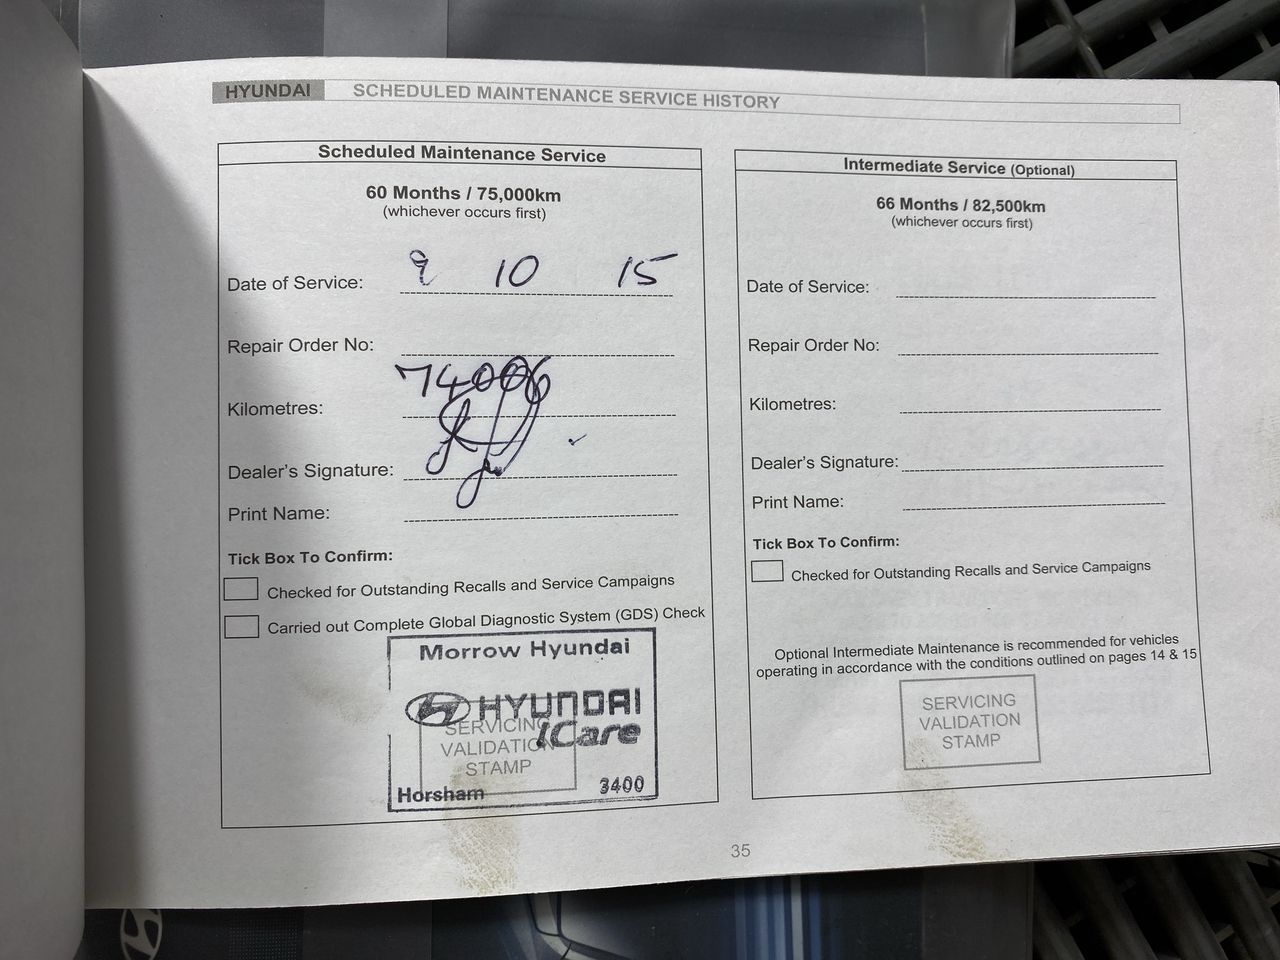 HYUNDAI SCHEDULED MAINTENANCE SERVICE HISTORY
Scheduled Maintenance Service
60 Months / 75,000km
(whichever occurs first)
Date of Service: 9 10 15
Repair Order No:
Kilometres: 74006
Dealer's Signature:
Print Name:
Tick Box To Confirm:
Checked for Outstanding Recalls and Service Campaigns
Carried out Complete Global Diagnostic System (GDS) Check
Morrow Hyundai
HYUNDAI
iCare
SERVICING
VALIDATION
STAMP
Horsham 3400
Intermediate Service (Optional)
66 Months / 82,500km
(whichever occurs first)
Date of Service:
Repair Order No:
Kilometres:
Dealer's Signature:
Print Name:
Tick Box To Confirm:
Checked for Outstanding Recalls and Service Campaigns
Optional Intermediate Maintenance is recommended for vehicles
operating in accordance with the conditions outlined on pages 14 & 15
SERVICING
VALIDATION
STAMP
35